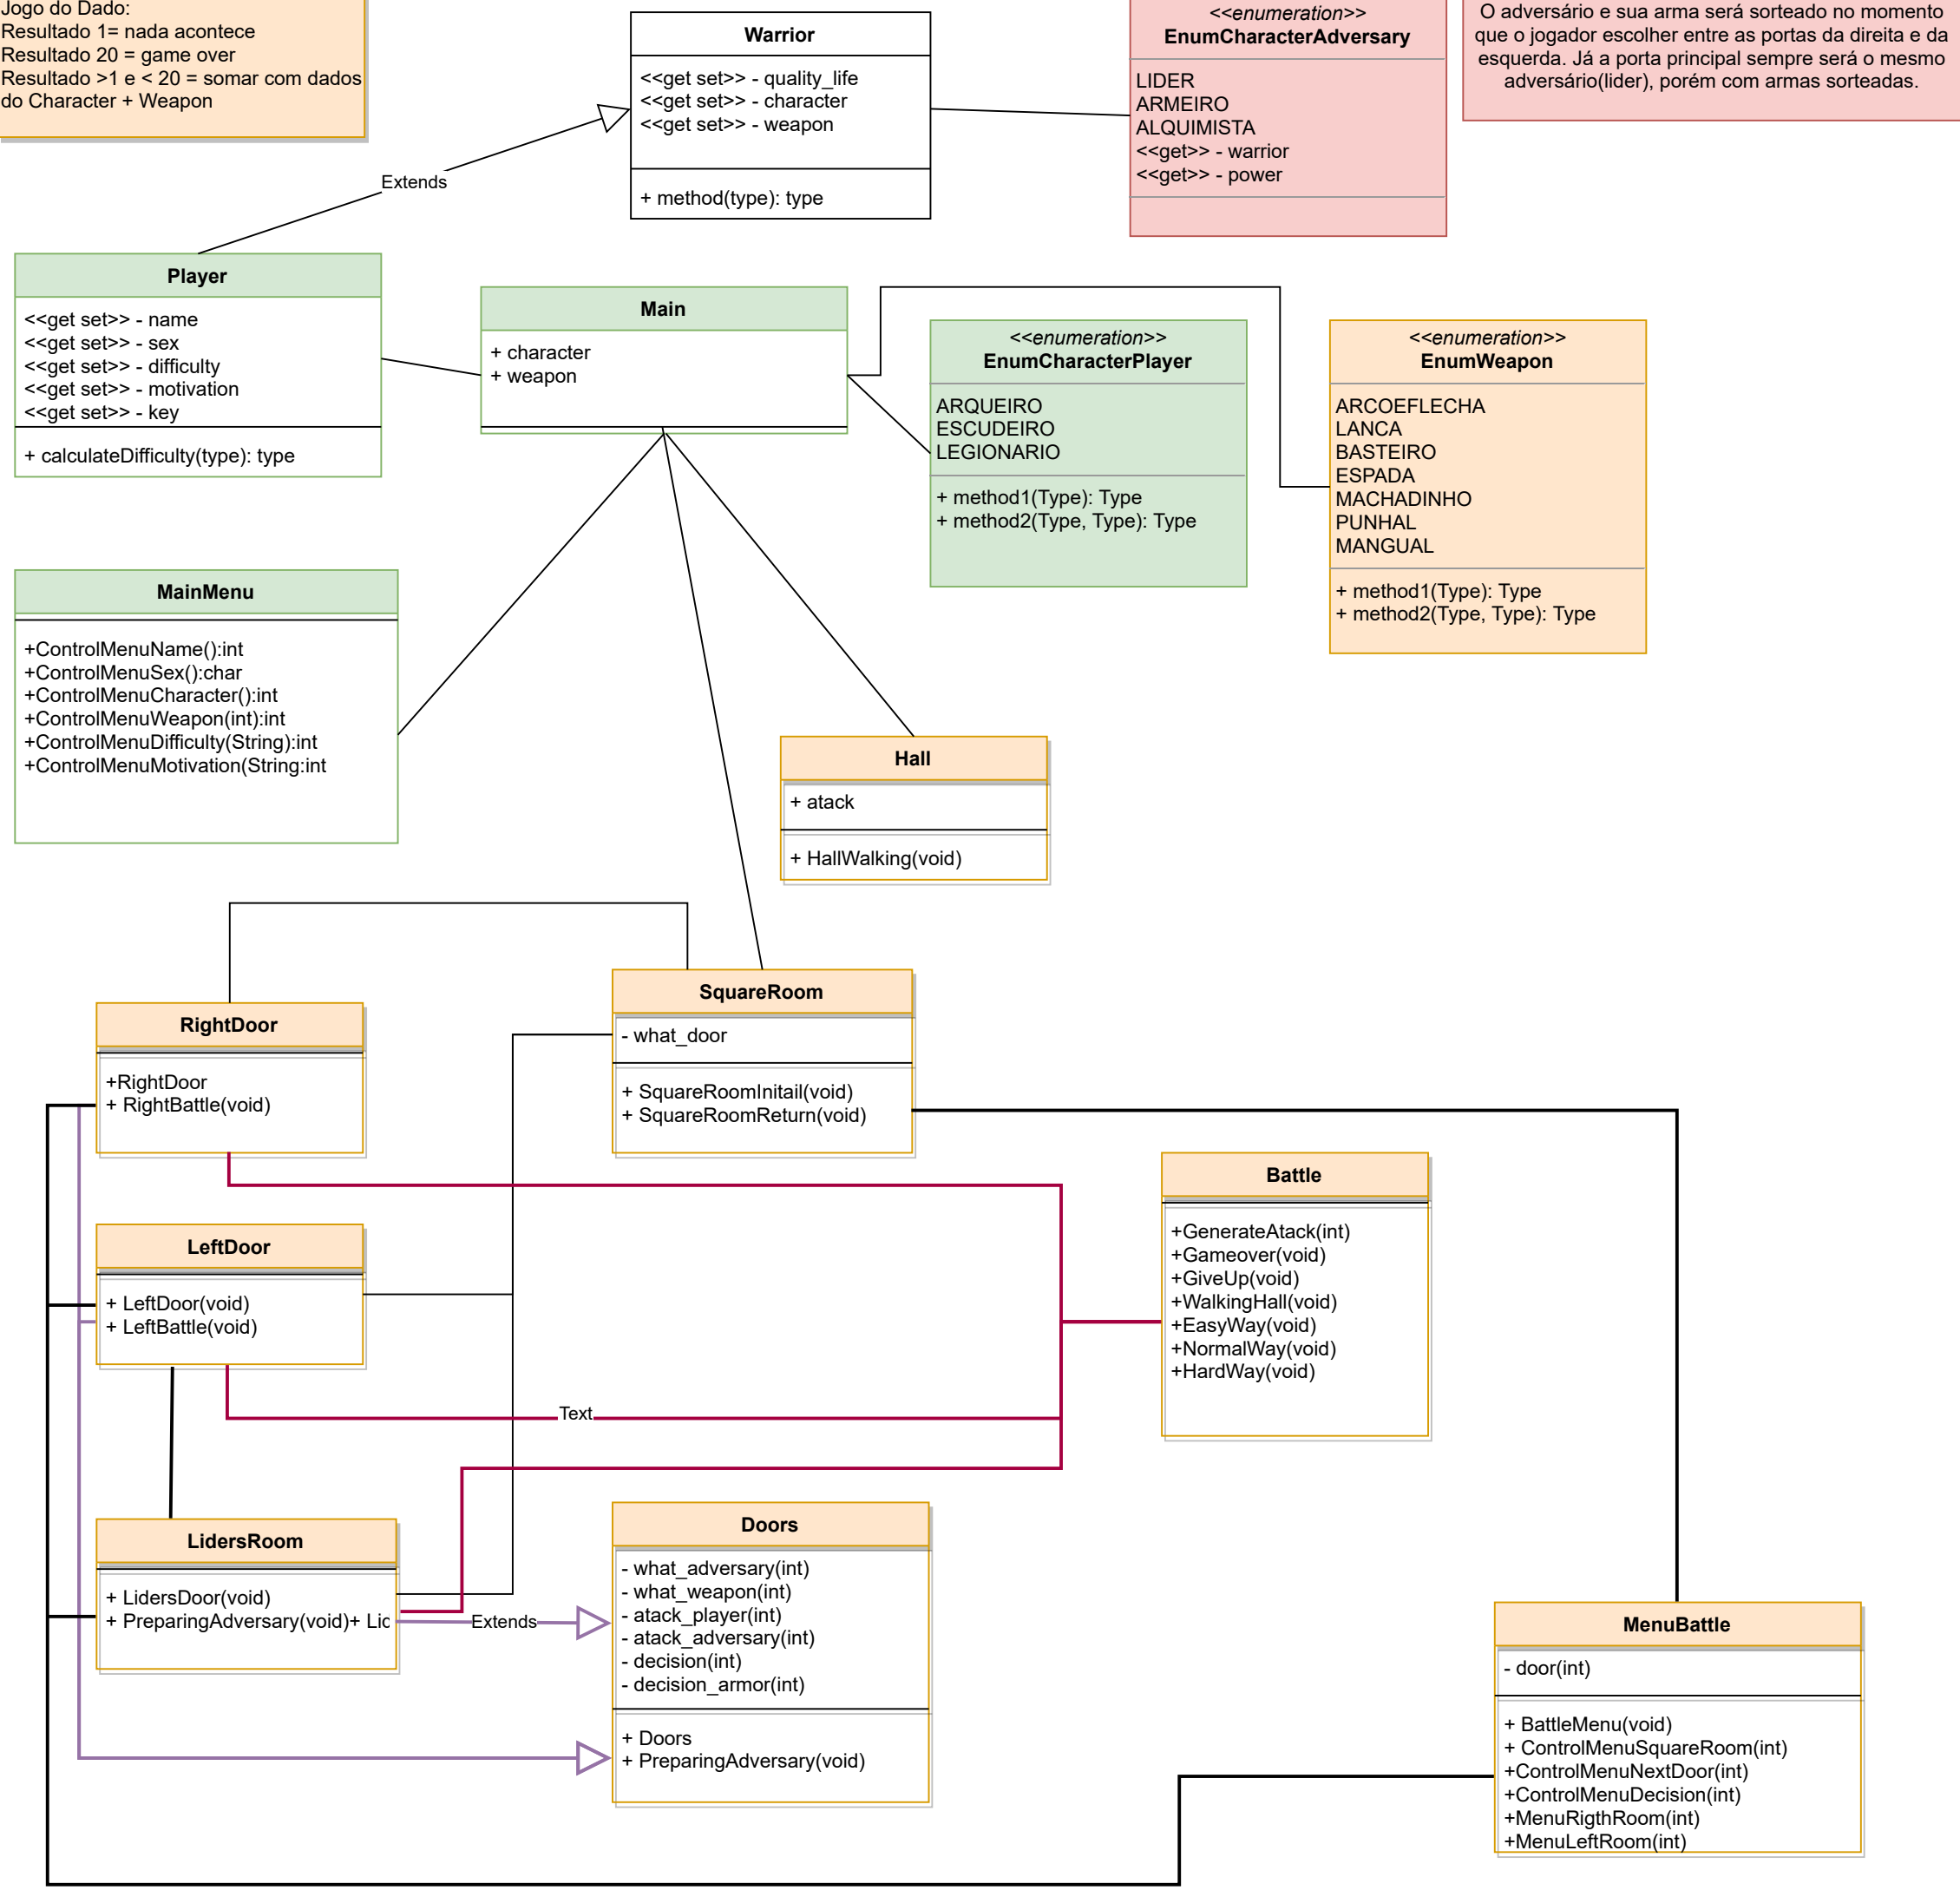 Jogo do Dado:
Resultado 1= nada acontece
Resultado 20 = game over
Resultado >1 e < 20 = somar com dados
do Character + Weapon
Warrior
<<get set>> - quality_life
<<get set>> - character
<<get set>> - weapon
+ method(type): type
<<enumeration>>
EnumCharacterAdversary
LIDER
ARMEIRO
ALQUIMISTA
<<get>> - warrior
<<get>> - power
O adversário e sua arma será sorteado no momento
que o jogador escolher entre as portas da direita e da
esquerda. Já a porta principal sempre será o mesmo
adversário(lider), porém com armas sorteadas.
Extends
Player
<<get set>> - name
<<get set>> - sex
<<get set>> - difficulty
<<get set>> - motivation
<<get set>> - key
+ calculateDifficulty(type): type
Main
+ character
+ weapon
<<enumeration>>
EnumCharacterPlayer
ARQUEIRO
ESCUDEIRO
LEGIONARIO
+ method1(Type): Type
+ method2(Type, Type): Type
<<enumeration>>
EnumWeapon
ARCOEFLECHA
LANCA
BASTEIRO
ESPADA
MACHADINHO
PUNHAL
MANGUAL
+ method1(Type): Type
+ method2(Type, Type): Type
MainMenu
+ControlMenuName():int
+ControlMenuSex():char
+ControlMenuCharacter():int
+ControlMenuWeapon(int):int
+ControlMenuDifficulty(String):int
+ControlMenuMotivation(String:int
Hall
+ atack
+ HallWalking(void)
SquareRoom
- what_door
+ SquareRoomInitail(void)
+ SquareRoomReturn(void)
RightDoor
+RightDoor
+ RightBattle(void)
Battle
+GenerateAtack(int)
+Gameover(void)
+GiveUp(void)
+WalkingHall(void)
+EasyWay(void)
+NormalWay(void)
+HardWay(void)
LeftDoor
+ LeftDoor(void)
+ LeftBattle(void)
Text
LidersRoom
+ LidersDoor(void)
+ PreparingAdversary(void)+ Lic
Extends
Doors
- what_adversary(int)
- what_weapon(int)
- atack_player(int)
- atack_adversary(int)
- decision(int)
- decision_armor(int)
+ Doors
+ PreparingAdversary(void)
MenuBattle
- door(int)
+ BattleMenu(void)
+ ControlMenuSquareRoom(int)
+ControlMenuNextDoor(int)
+ControlMenuDecision(int)
+MenuRigthRoom(int)
+MenuLeftRoom(int)